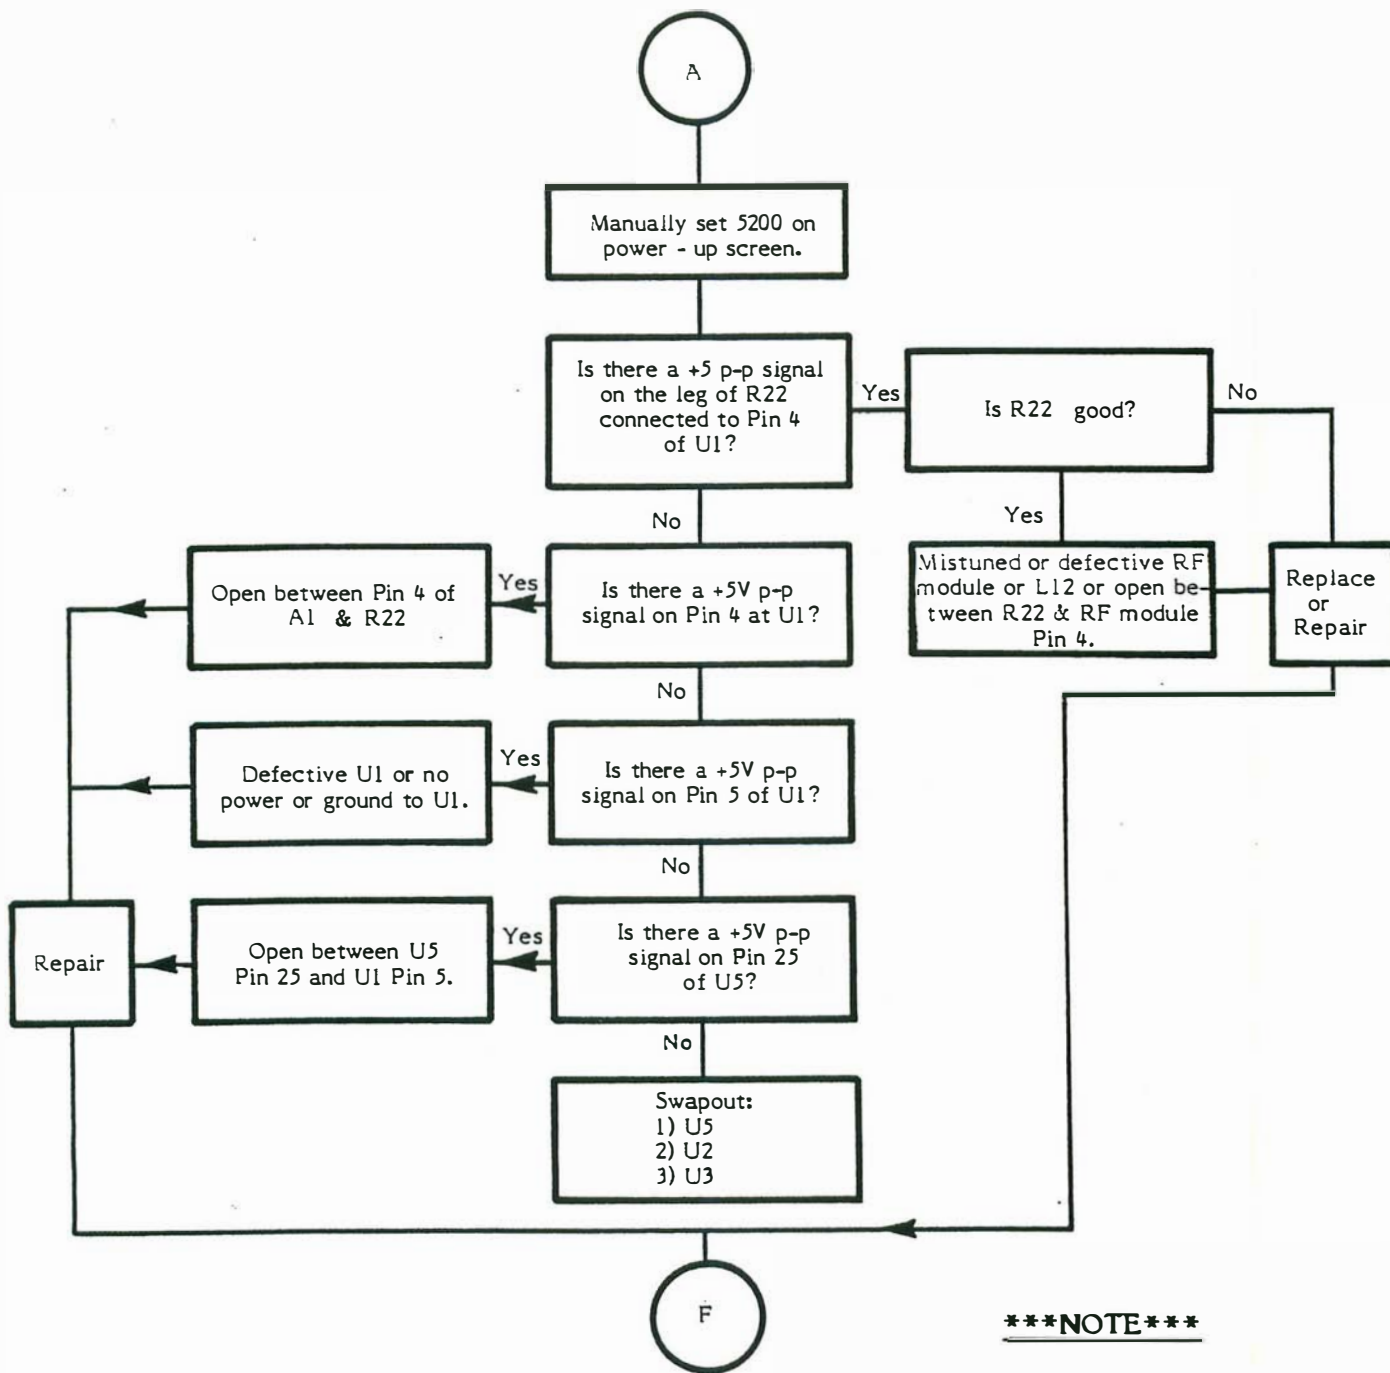 A
Manually set 5200 on
power - up screen.
Is there a +5 p-p signal
on the leg of R22
connected to Pin 4
of U1?
Yes
Is R22 good?
No
No
Yes
Open between Pin 4 of
A1 & R22
Yes
Is there a +5V p-p
signal on Pin 4 at U1?
Mistuned or defective RF
module or L12 or open be-
tween R22 & RF module
Pin 4.
Replace
or
Repair
No
Defective U1 or no
power or ground to U1.
Yes
Is there a +5V p-p
signal on Pin 5 of U1?
No
Repair
Open between U5
Pin 25 and U1 Pin 5.
Yes
Is there a +5V p-p
signal on Pin 25
of U5?
No
Swapout:
1) U5
2) U2
3) U3
F
***NOTE***